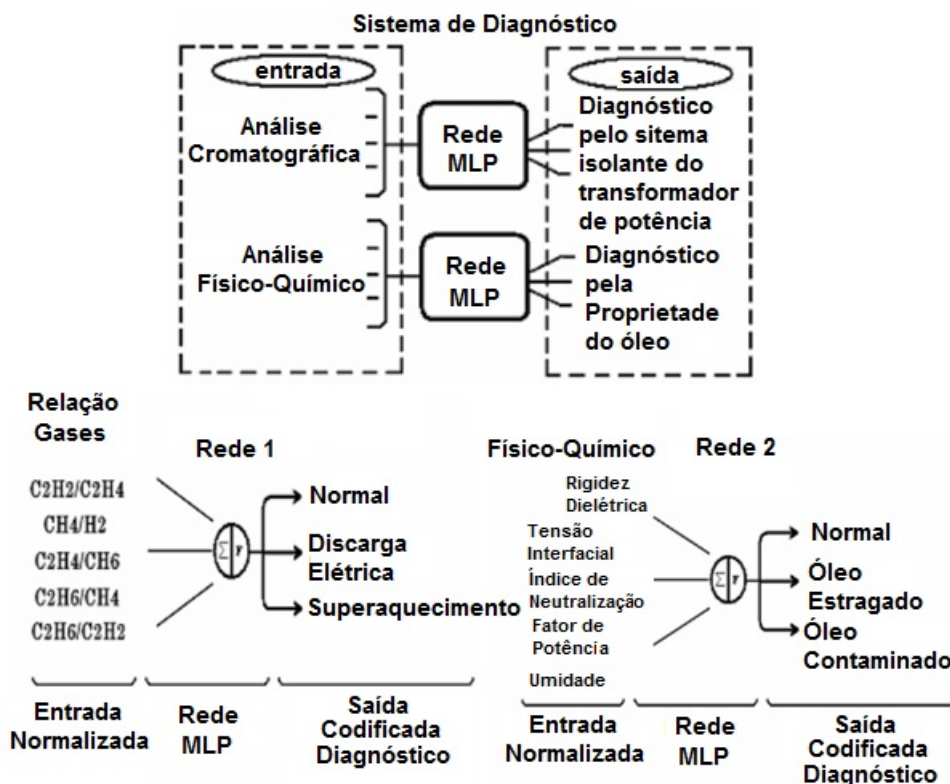 Sistema de Diagnóstico
entrada
Análise
Cromatográfica
Rede
MLP
saída
Diagnóstico
pelo sitema
isolante do
transformador
de potência
Análise
Físico-Químico
Rede
MLP
Diagnóstico
pela
Proprietade
do óleo
Relação
Gases
Rede 1
C2H2/C2H4
CH4/H2
C2H4/CH6
C2H6/CH4
C2H6/C2H2
Σ
F
Normal
Discarga
Elétrica
Superaquecimento
Entrada
Normalizada
Rede
MLP
Saída
Codificada
Diagnóstico
Físico-Químico
Rede 2
Rigidez
Dielétrica
Tensão
Interfacial
Índice de
Neutralização
Fator de
Potência
Umidade
Σ
F
Normal
Óleo
Estragado
Óleo
Contaminado
Entrada
Normalizada
Rede
MLP
Saída
Codificada
Diagnóstico